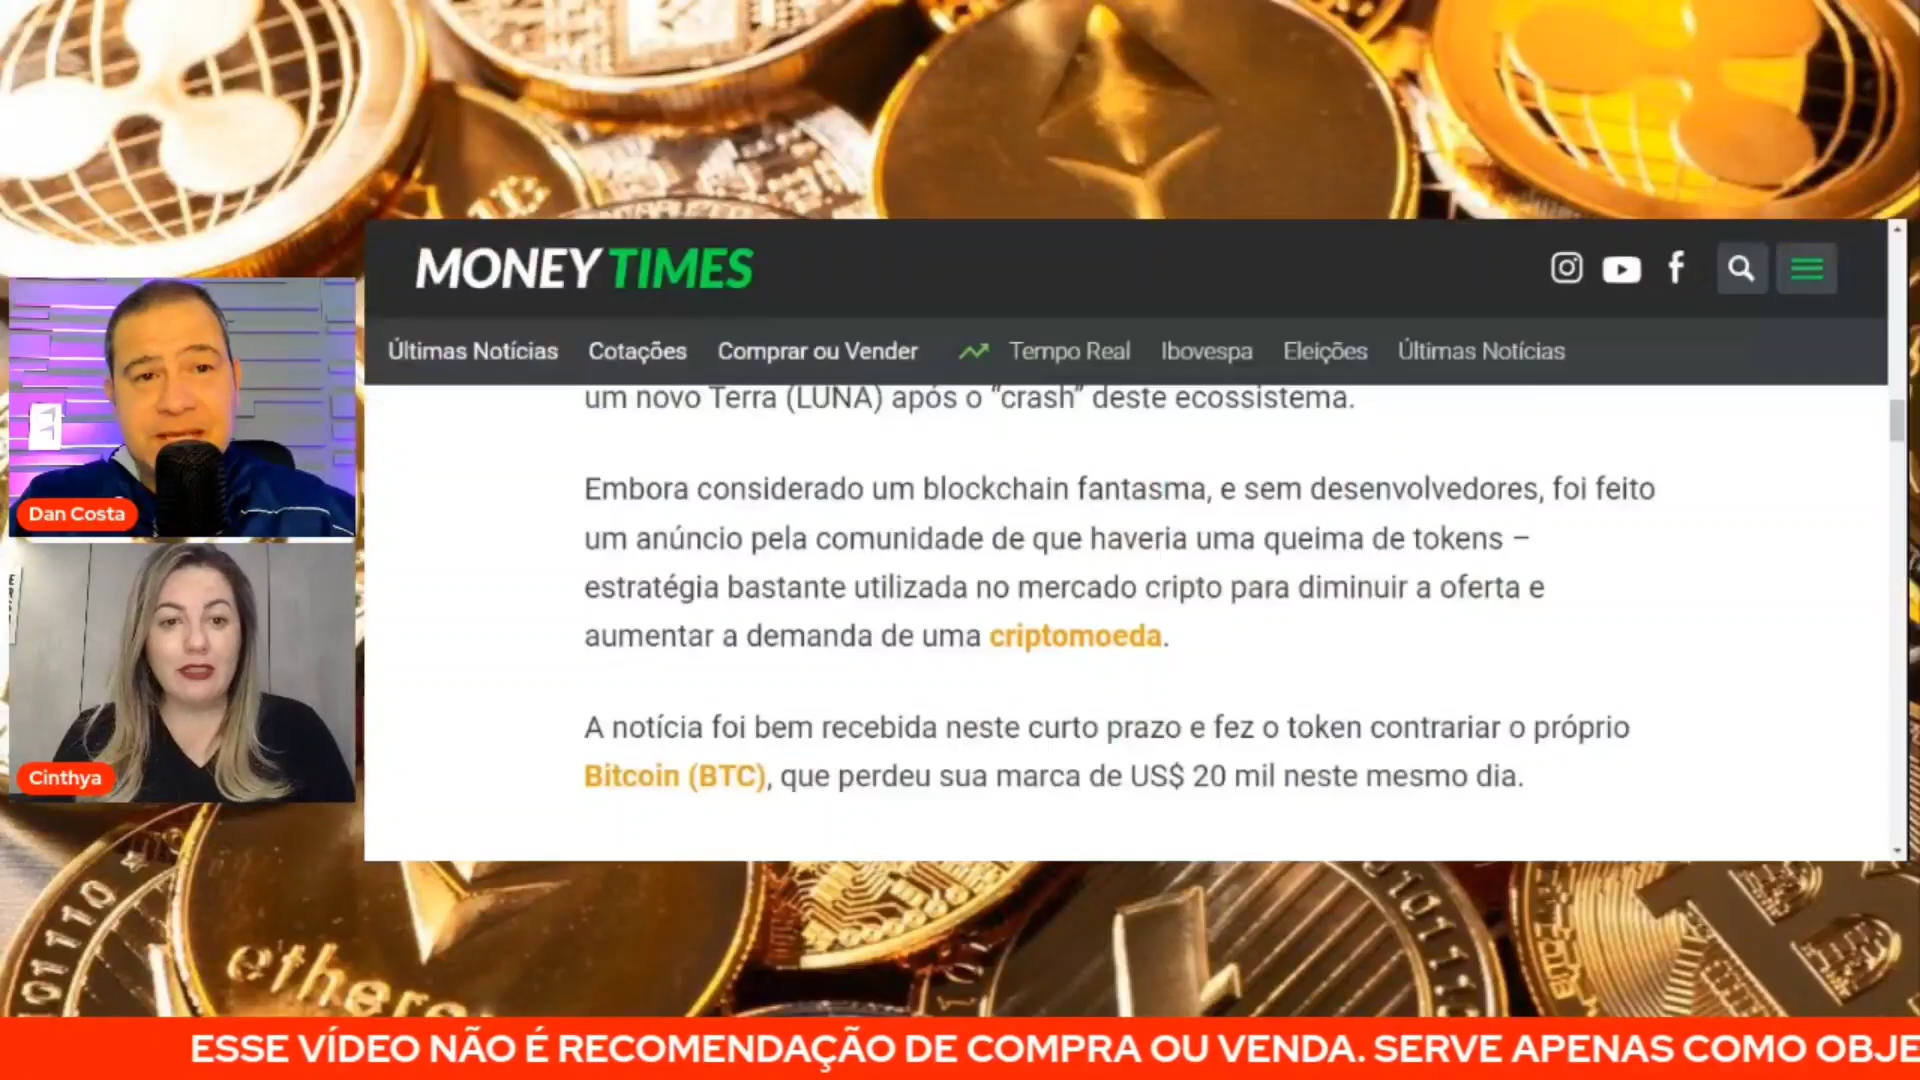 MONEY TIMES
Últimas Notícias Cotações Comprar ou Vender Tempo Real Ibovespa Eleições Últimas Notícias
um novo Terra (LUNA) após o “crash” deste ecossistema.
Embora considerado um blockchain fantasma, e sem desenvolvedores, foi feito
um anúncio pela comunidade de que haveria uma queima de tokens –
estratégia bastante utilizada no mercado cripto para diminuir a oferta e
aumentar a demanda de uma criptomoeda.
A notícia foi bem recebida neste curto prazo e fez o token contrariar o próprio
Bitcoin (BTC), que perdeu sua marca de US$ 20 mil neste mesmo dia.
Dan Costa
Cinthya
ESSE VÍDEO NÃO É RECOMENDAÇÃO DE COMPRA OU VENDA. SERVE APENAS COMO OBJE